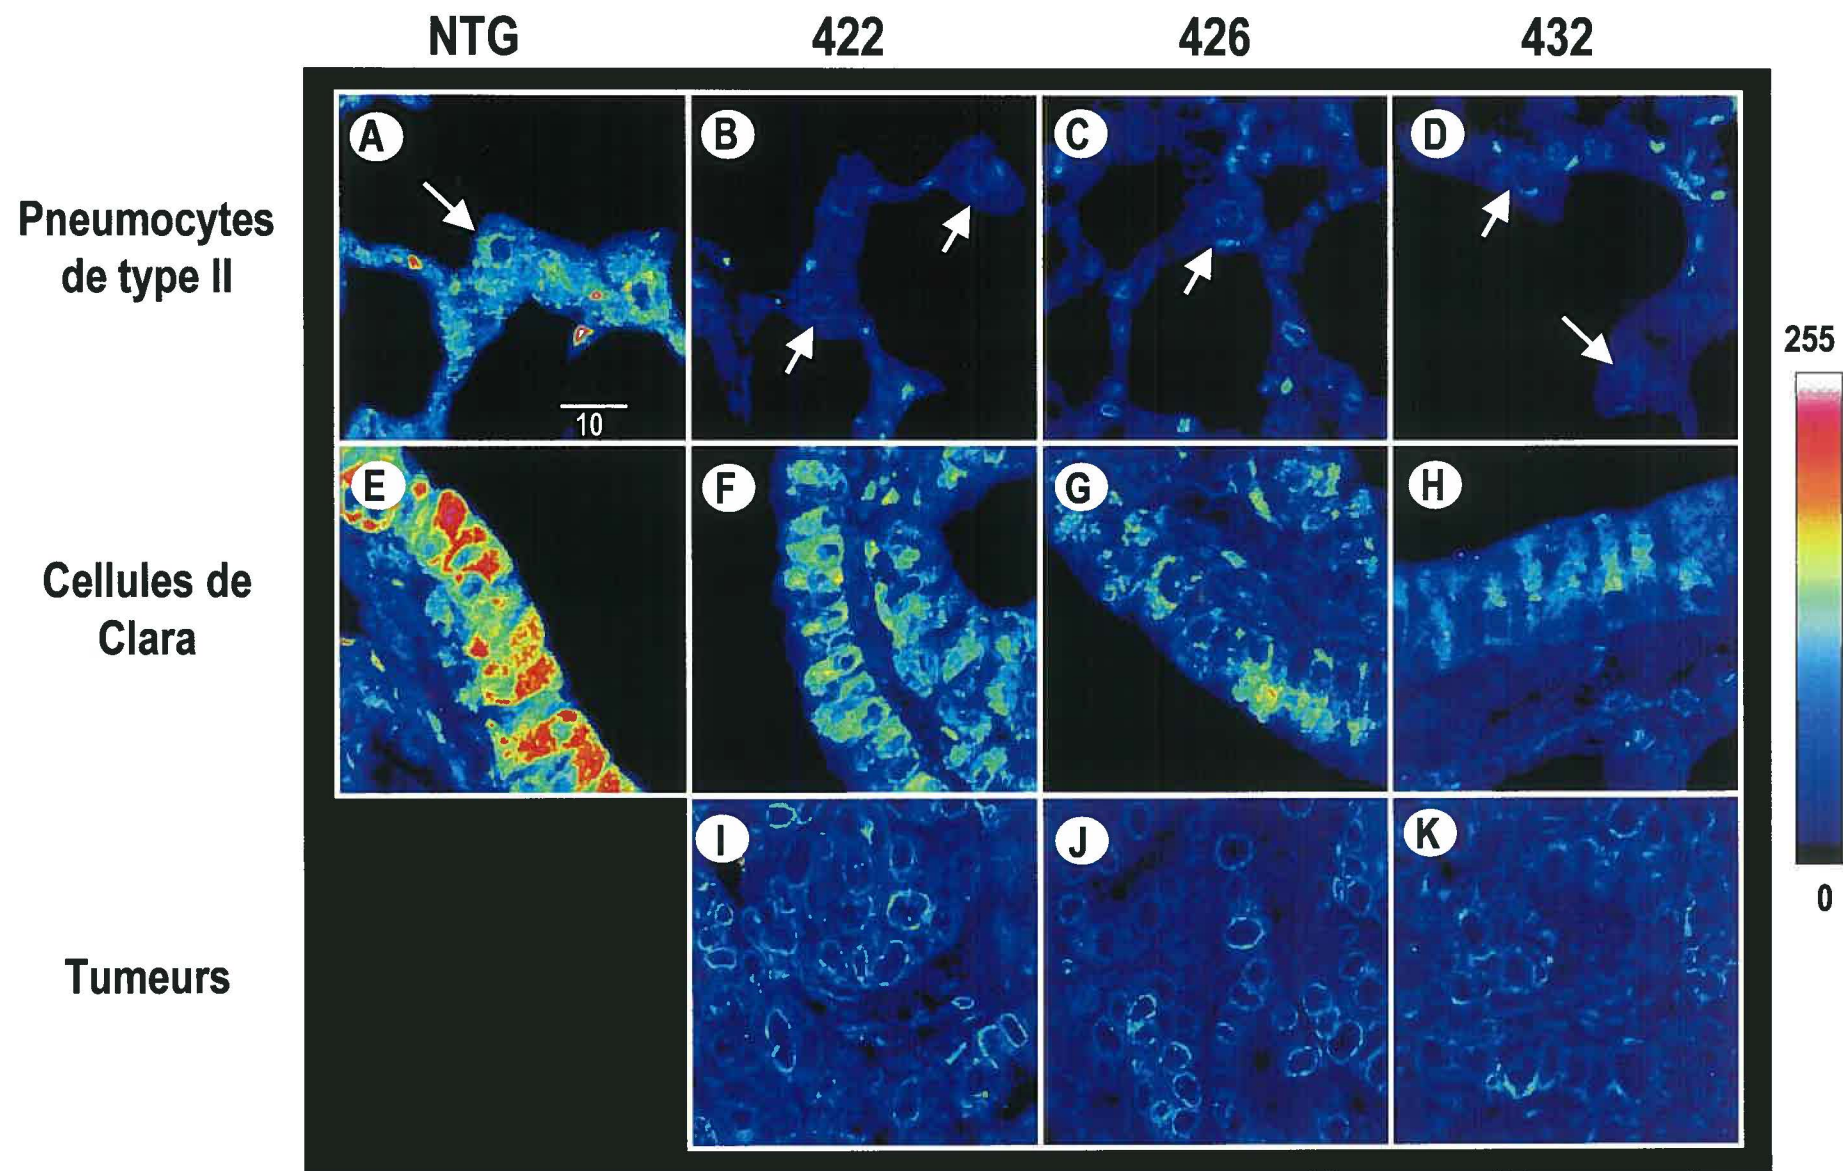 NTG 422 426 432
A B C D
Pneumocytes
de type II
10
255
E F G H
Cellules de
Clara
0
I J K
Tumeurs